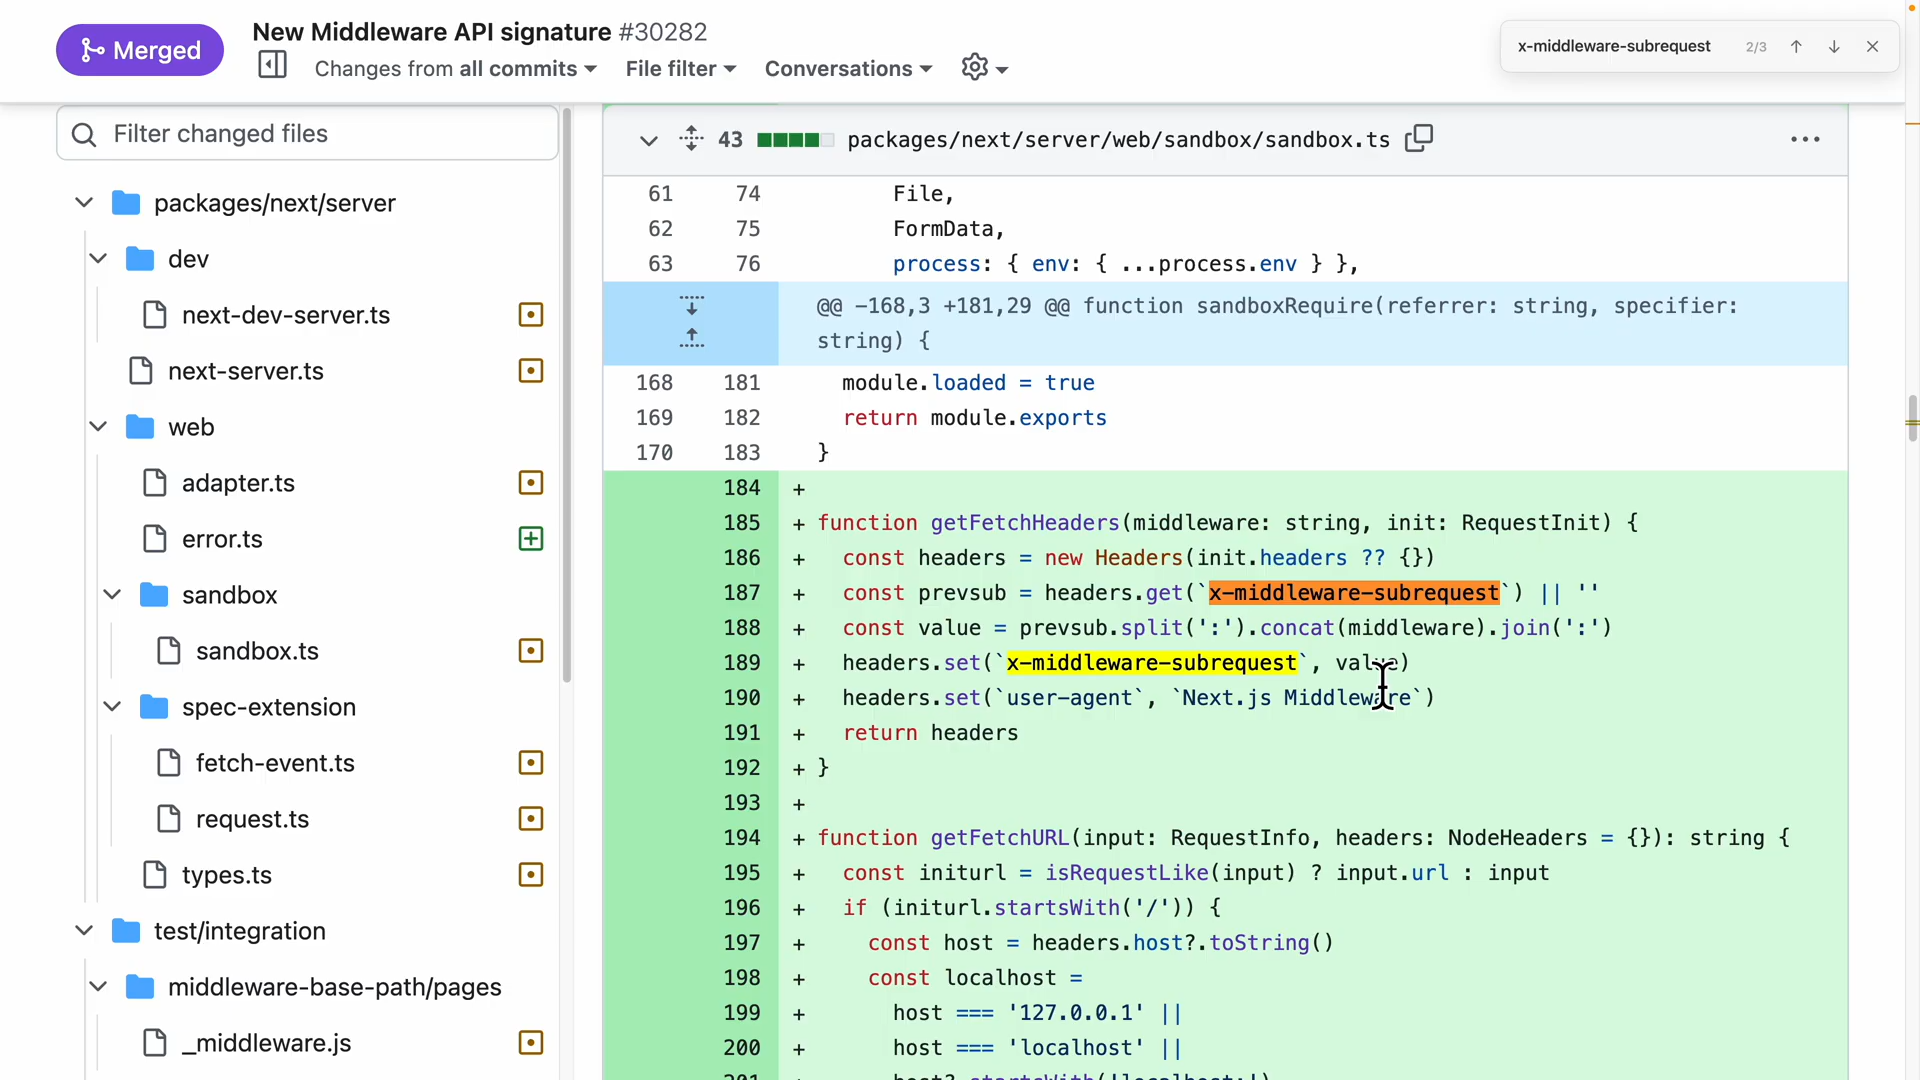 Merged
New Middleware API signature #30282
Changes from all commits
File filter
Conversations
x-middleware-subrequest
2/3
Filter changed files
packages/next/server
dev
next-dev-server.ts
next-server.ts
web
adapter.ts
error.ts
sandbox
sandbox.ts
spec-extension
fetch-event.ts
request.ts
types.ts
test/integration
middleware-base-path/pages
_middleware.js
43 packages/next/server/web/sandbox/sandbox.ts
61 74 File,
62 75 FormData,
63 76 process: { env: { ...process.env } },
@@ -168,3 +181,29 @@ function sandboxRequire(referrer: string, specifier:
string) {
168 181 module.loaded = true
169 182 return module.exports
170 183 }
184 +
185 + function getFetchHeaders(middleware: string, init: RequestInit) {
186 + const headers = new Headers(init.headers ?? {})
187 + const prevsub = headers.get(`x-middleware-subrequest`) || ''
188 + const value = prevsub.split(':').concat(middleware).join(':')
189 + headers.set(`x-middleware-subrequest`, value)
190 + headers.set(`user-agent`, `Next.js Middleware`)
191 + return headers
192 + }
193 +
194 + function getFetchURL(input: RequestInfo, headers: NodeHeaders = {}): string {
195 + const initurl = isRequestLike(input) ? input.url : input
196 + if (initurl.startsWith('/')) {
197 + const host = headers.host?.toString()
198 + const localhost =
199 + host === '127.0.0.1' ||
200 + host === 'localhost' ||
201 + host?.startsWith('localhost:')